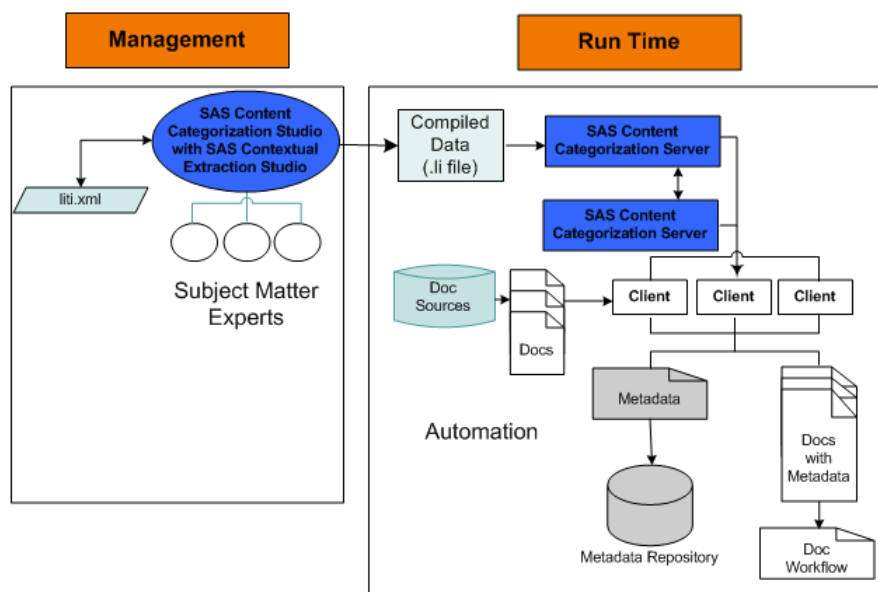 Management
Run Time
SAS Content
Categorization Studio
with SAS Contextual
Extraction Studio
liti.xml
Subject Matter
Experts
Compiled
Data
(.li file)
SAS Content
Categorization Server
SAS Content
Categorization Server
Doc
Sources
Docs
Client
Client
Client
Metadata
Automation
Docs
with
Metadata
Metadata Repository
Doc
Workflow